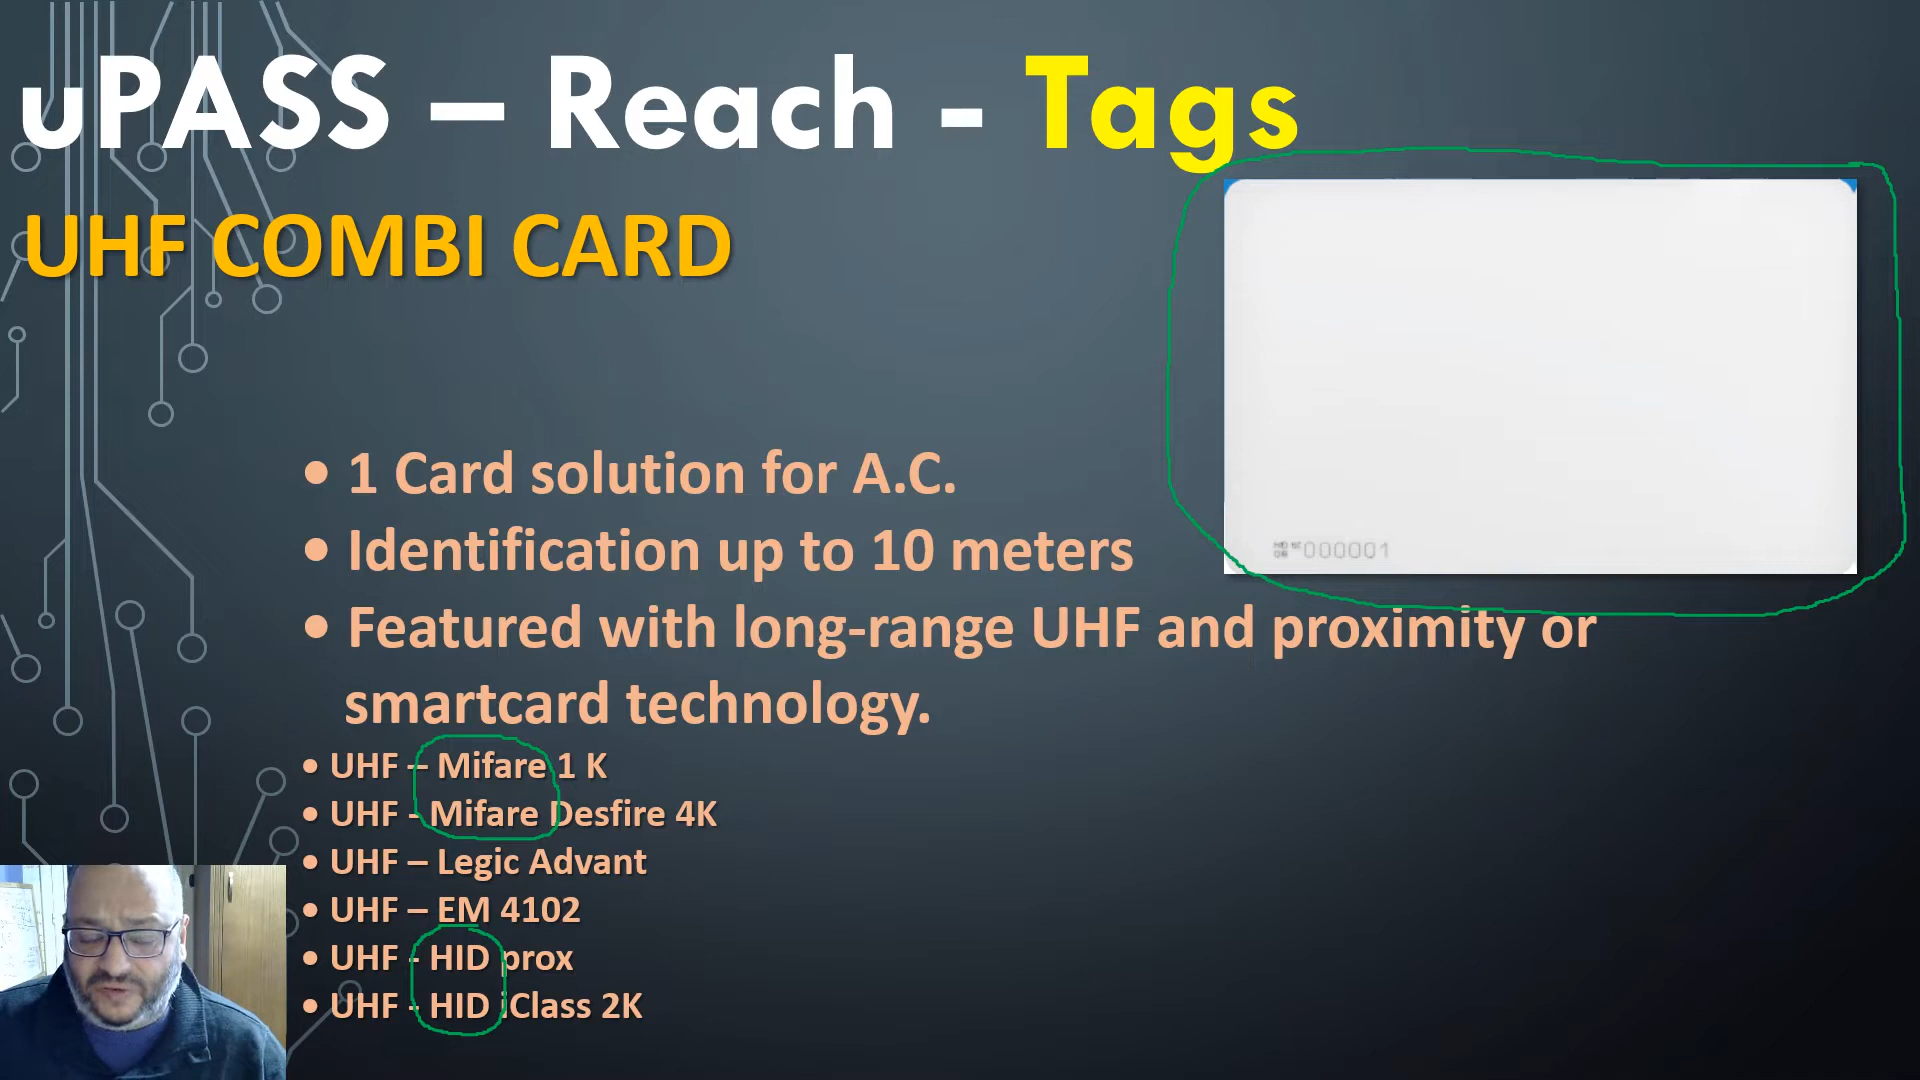 uPASS – Reach - Tags
UHF COMBI CARD
000001
• 1 Card solution for A.C.
• Identification up to 10 meters
• Featured with long-range UHF and proximity or
smartcard technology.
• UHF – Mifare 1 K
• UHF - Mifare Desfire 4K
• UHF – Legic Advant
• UHF – EM 4102
• UHF - HID prox
• UHF - HID iClass 2K